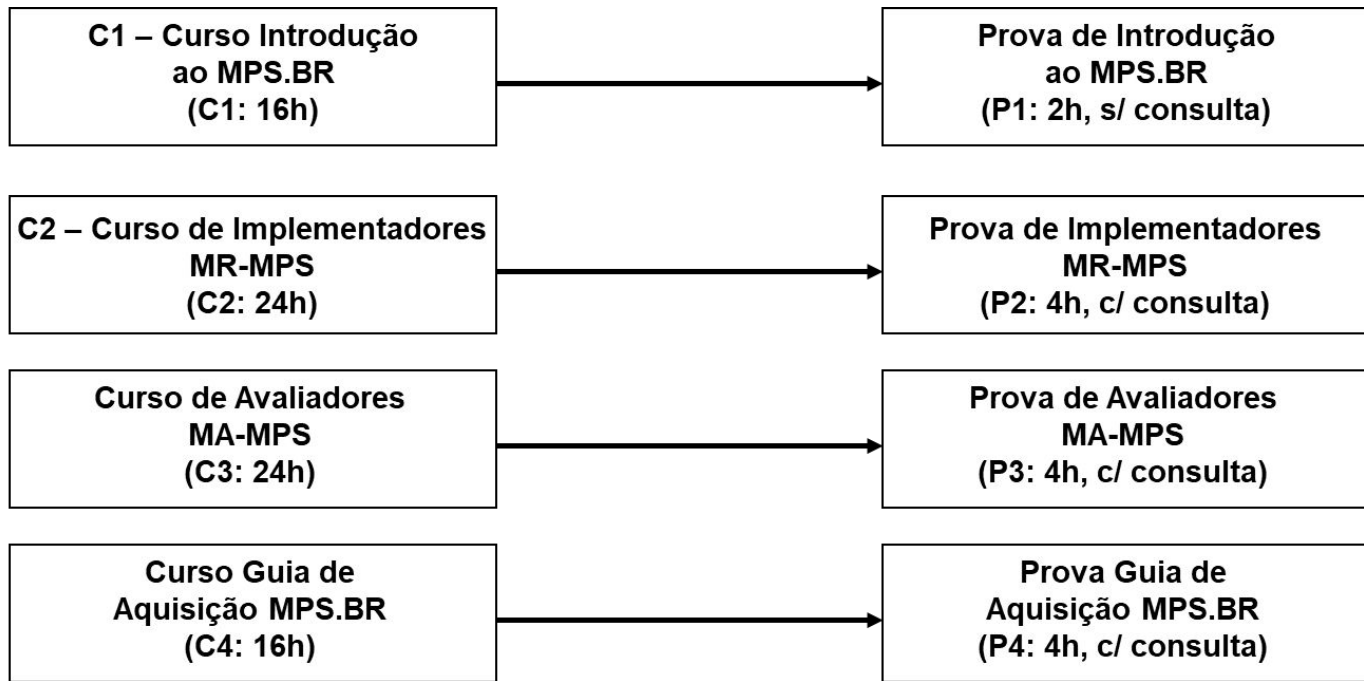 C1 – Curso Introdução
ao MPS.BR
(C1: 16h)
Prova de Introdução
ao MPS.BR
(P1: 2h, s/ consulta)
C2 – Curso de Implementadores
MR-MPS
(C2: 24h)
Prova de Implementadores
MR-MPS
(P2: 4h, c/ consulta)
Curso de Avaliadores
MA-MPS
(C3: 24h)
Prova de Avaliadores
MA-MPS
(P3: 4h, c/ consulta)
Curso Guia de
Aquisição MPS.BR
(C4: 16h)
Prova Guia de
Aquisição MPS.BR
(P4: 4h, c/ consulta)